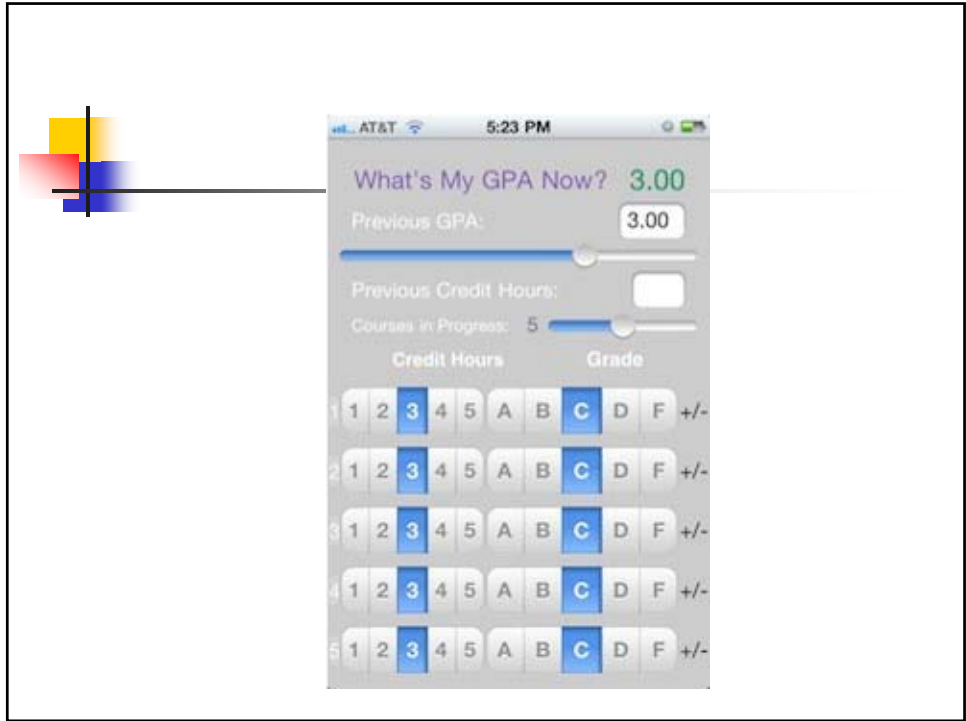 AT&T 5:23 PM
What's My GPA Now? 3.00
Previous GPA: 3.00
Previous Credit Hours:
Courses in Progress: 5
Credit Hours Grade
1 1 2 3 4 5 A B C D F +/-
2 1 2 3 4 5 A B C D F +/-
3 1 2 3 4 5 A B C D F +/-
4 1 2 3 4 5 A B C D F +/-
5 1 2 3 4 5 A B C D F +/-